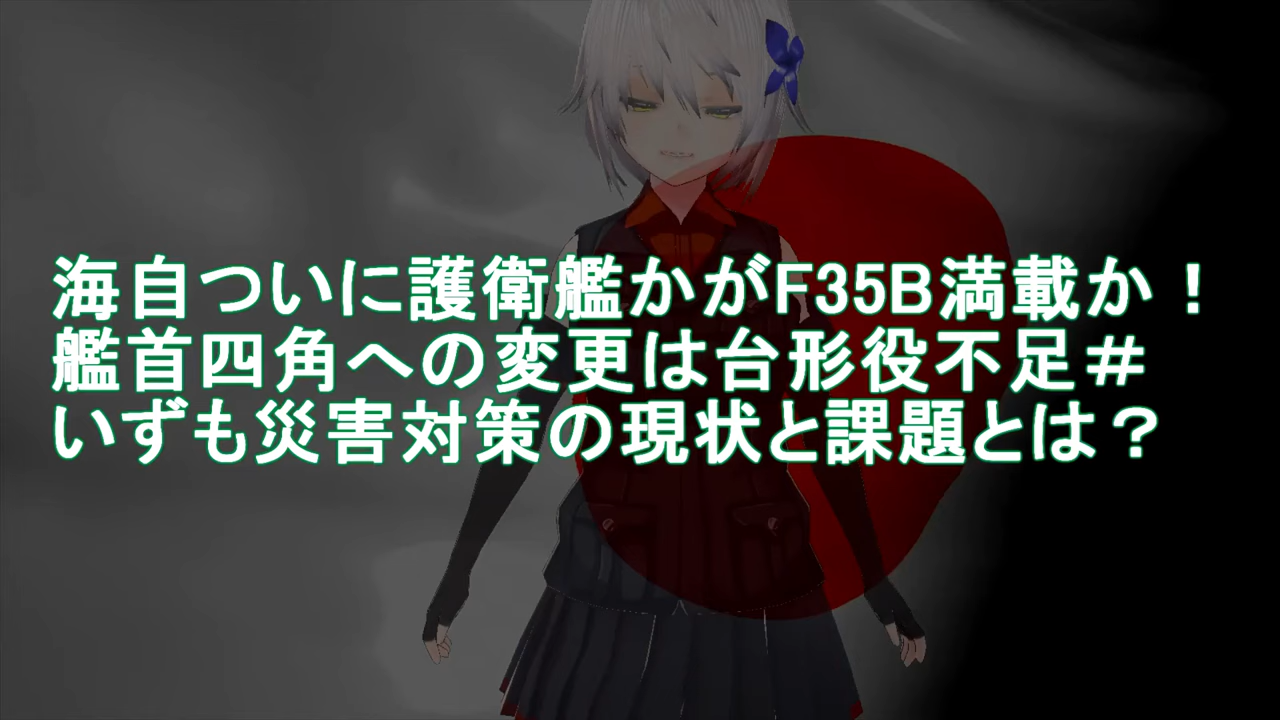 海自ついに護衛艦かがF35B満載か！
艦首四角への変更は台形役不足＃
いずも災害対策の現状と課題とは？